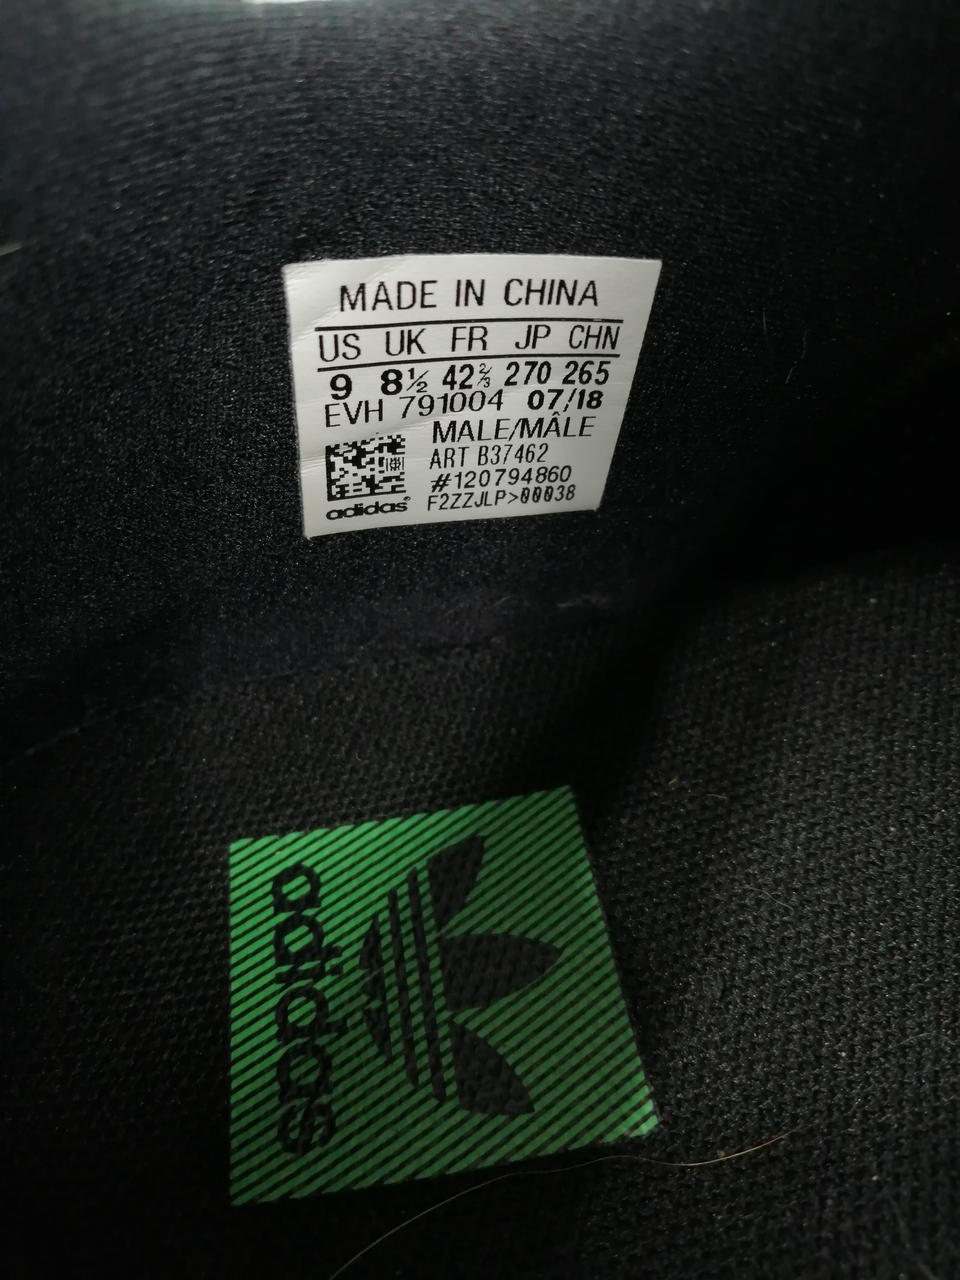 MADE IN CHINA
US UK FR JP CHN
9 8½ 42⅔ 270 265
EVH 791004 07/18
MALE/MÂLE
ART B37462
#120794860
F2ZZJLP>00038
adidas®
adidas